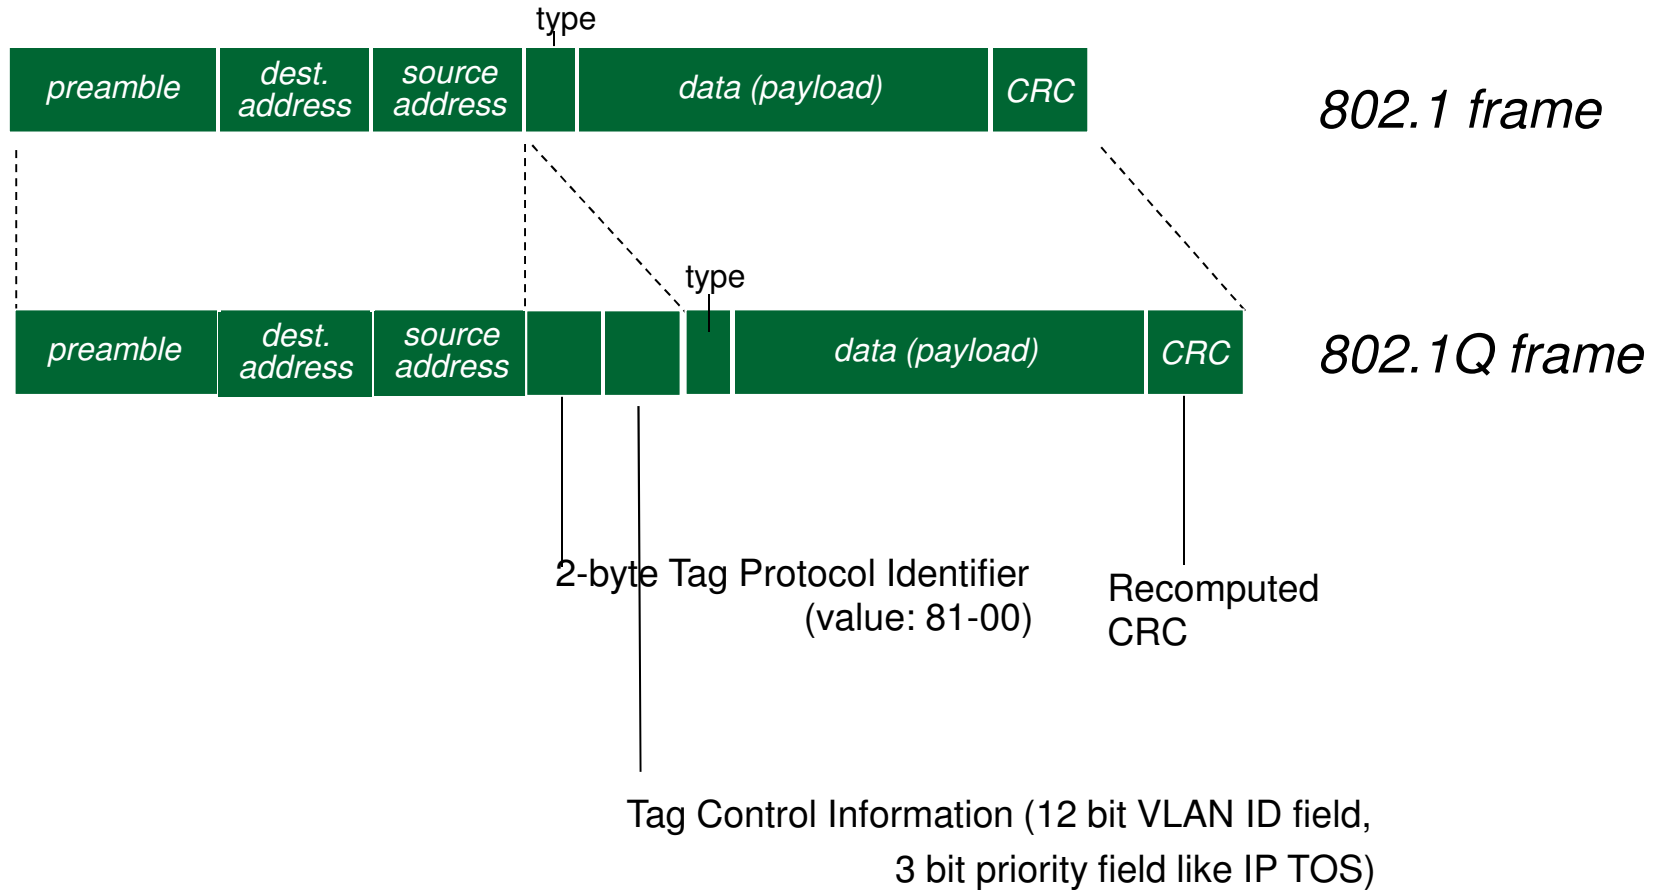 type
preamble
dest.
address
source
address
data (payload)
CRC
802.1 frame
type
preamble
dest.
address
source
address
data (payload)
CRC
802.1Q frame
2-byte Tag Protocol Identifier
(value: 81-00)
Recomputed
CRC
Tag Control Information (12 bit VLAN ID field,
3 bit priority field like IP TOS)